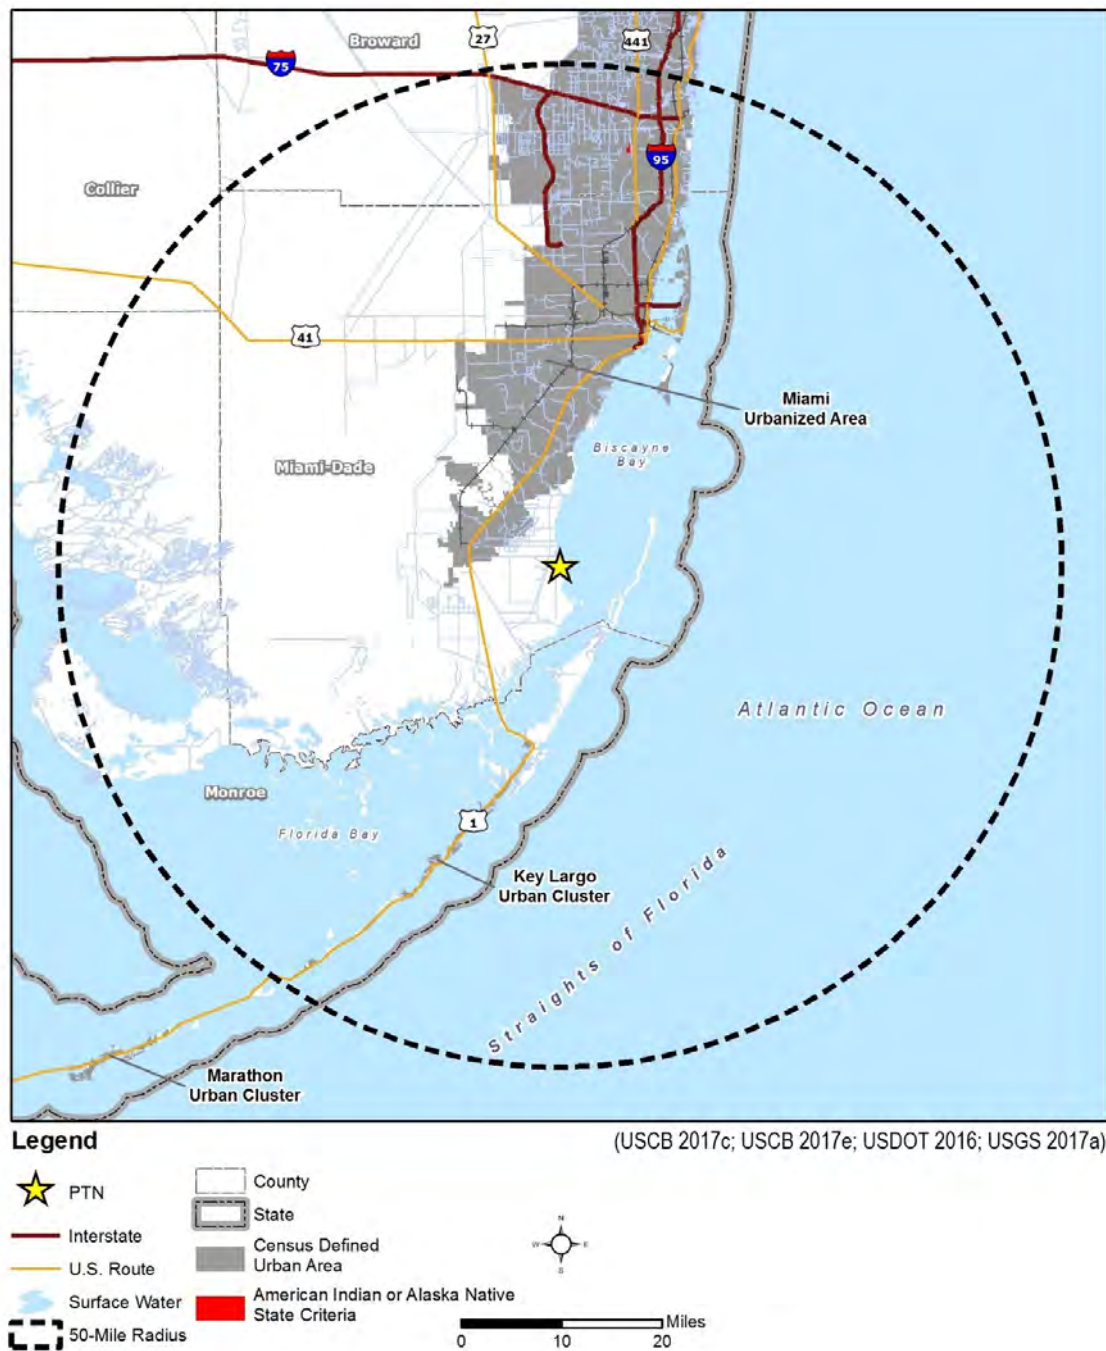 Broward
27
441
75
95
Collier
41
Miami
Urbanized Area
Biscayne
Bay
Miami-Dade
Atlantic Ocean
Monroe
1
Florida Bay
Key Largo
Urban Cluster
Straights of Florida
Marathon
Urban Cluster
Legend
(USCB 2017c; USCB 2017e; USDOT 2016; USGS 2017a)
PTN
Interstate
U.S. Route
Surface Water
50-Mile Radius
County
State
Census Defined
Urban Area
American Indian or Alaska Native
State Criteria
N
W E
S
Miles
0 10 20